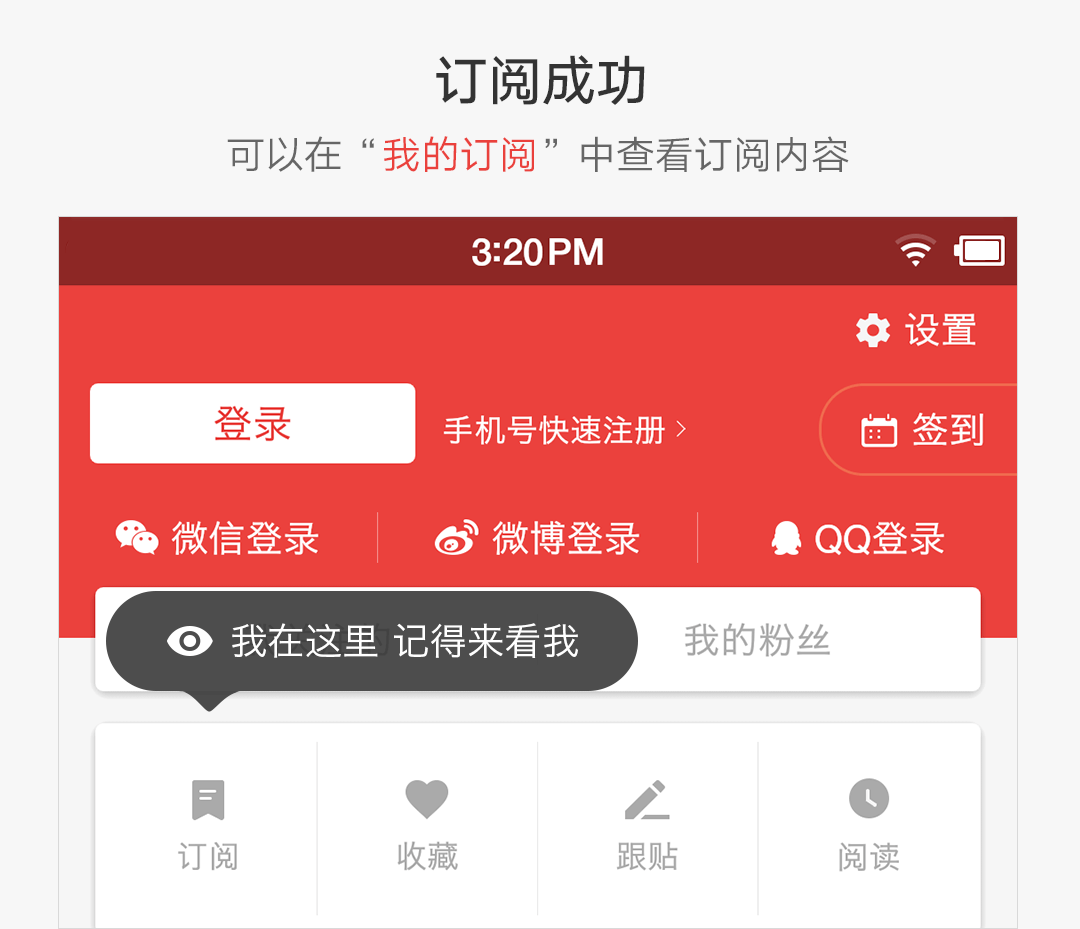 订阅成功
可以在“我的订阅”中查看订阅内容
3:20PM
设置
登录
手机号快速注册
签到
微信登录
微博登录
QQ登录
我在这里 记得来看我
我的粉丝
订阅
收藏
跟贴
阅读